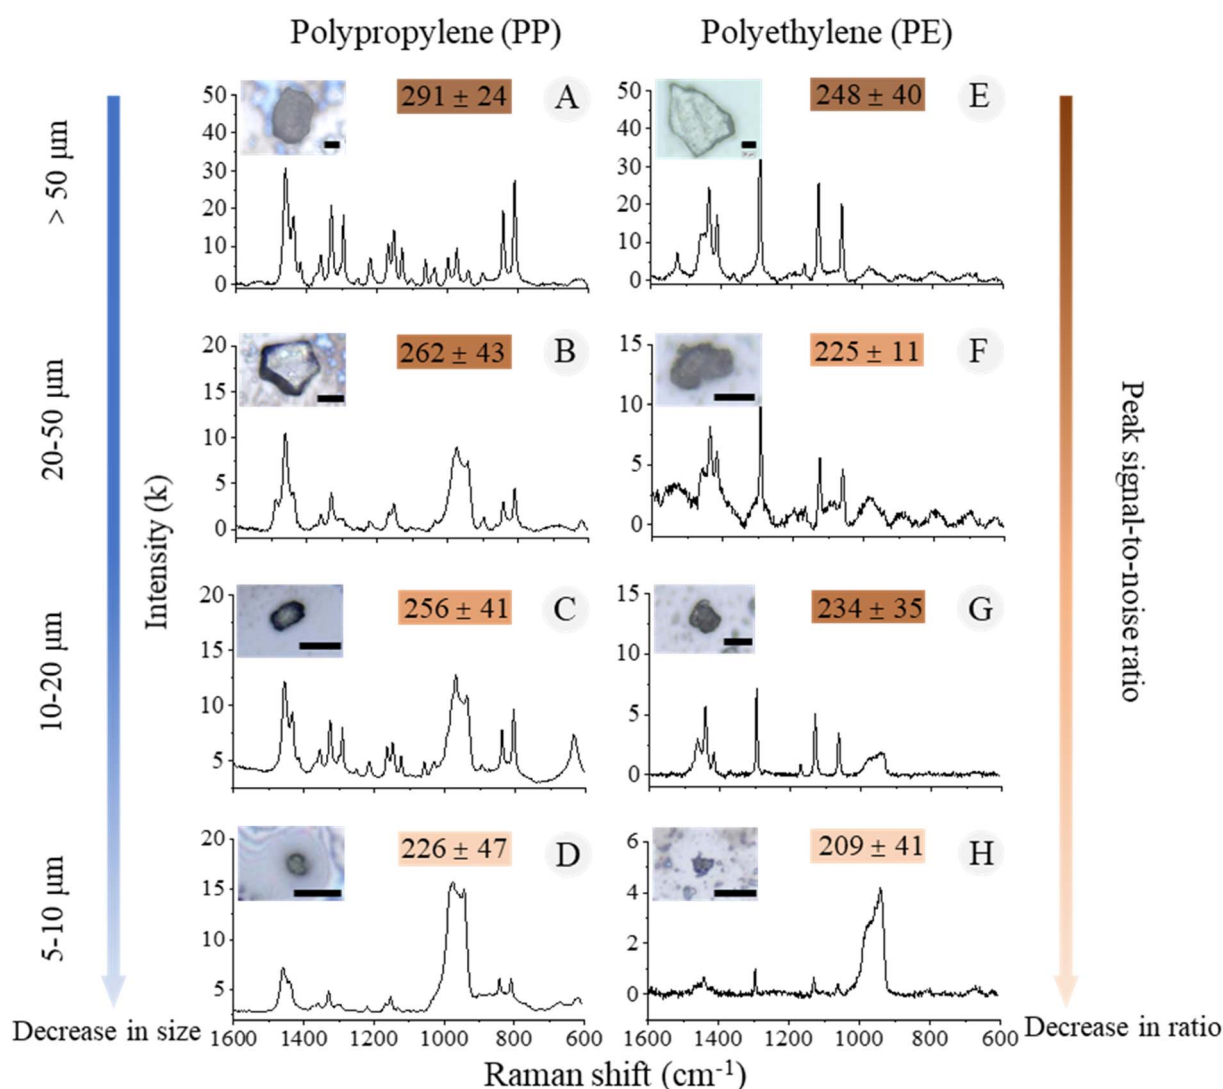 Polypropylene (PP)
Polyethylene (PE)
> 50 µm
20-50 µm
10-20 µm
5-10 µm
Decrease in size
Intensity (k)
50
40
30
20
10
0
291 ± 24
A
50
40
30
20
10
0
248 ± 40
E
20
15
10
5
0
262 ± 43
B
15
10
5
0
225 ± 11
F
20
15
10
5
256 ± 41
C
15
10
5
0
234 ± 35
G
20
15
10
5
226 ± 47
D
6
4
2
0
209 ± 41
H
1600 1400 1200 1000 800 600
1600 1400 1200 1000 800 600
Raman shift (cm⁻¹)
Peak signal-to-noise ratio
Decrease in ratio